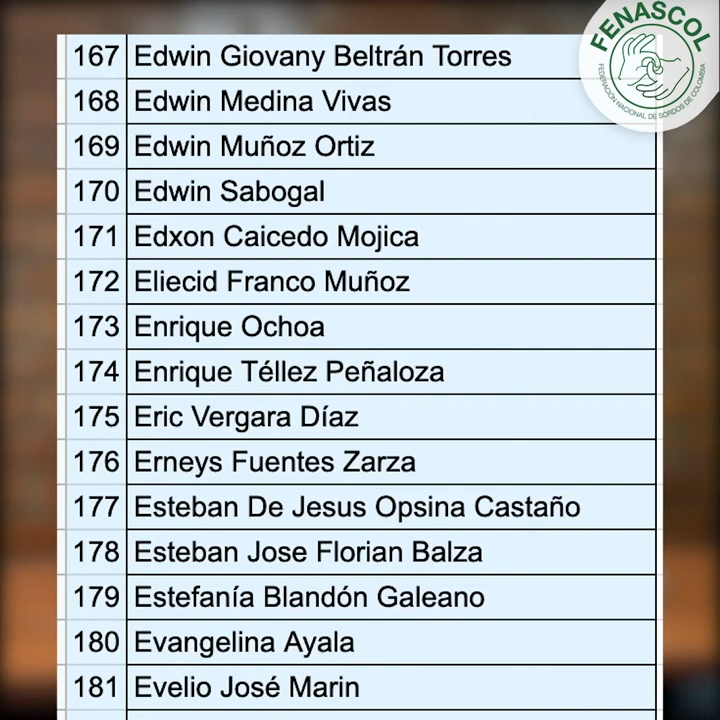 FENASCOL
FEDERACIÓN NACIONAL DE SORDOS DE COLOMBIA
167 Edwin Giovany Beltrán Torres
168 Edwin Medina Vivas
169 Edwin Muñoz Ortiz
170 Edwin Sabogal
171 Edxon Caicedo Mojica
172 Eliecid Franco Muñoz
173 Enrique Ochoa
174 Enrique Téllez Peñaloza
175 Eric Vergara Díaz
176 Erneys Fuentes Zarza
177 Esteban De Jesus Opsina Castaño
178 Esteban Jose Florian Balza
179 Estefanía Blandón Galeano
180 Evangelina Ayala
181 Evelio José Marin